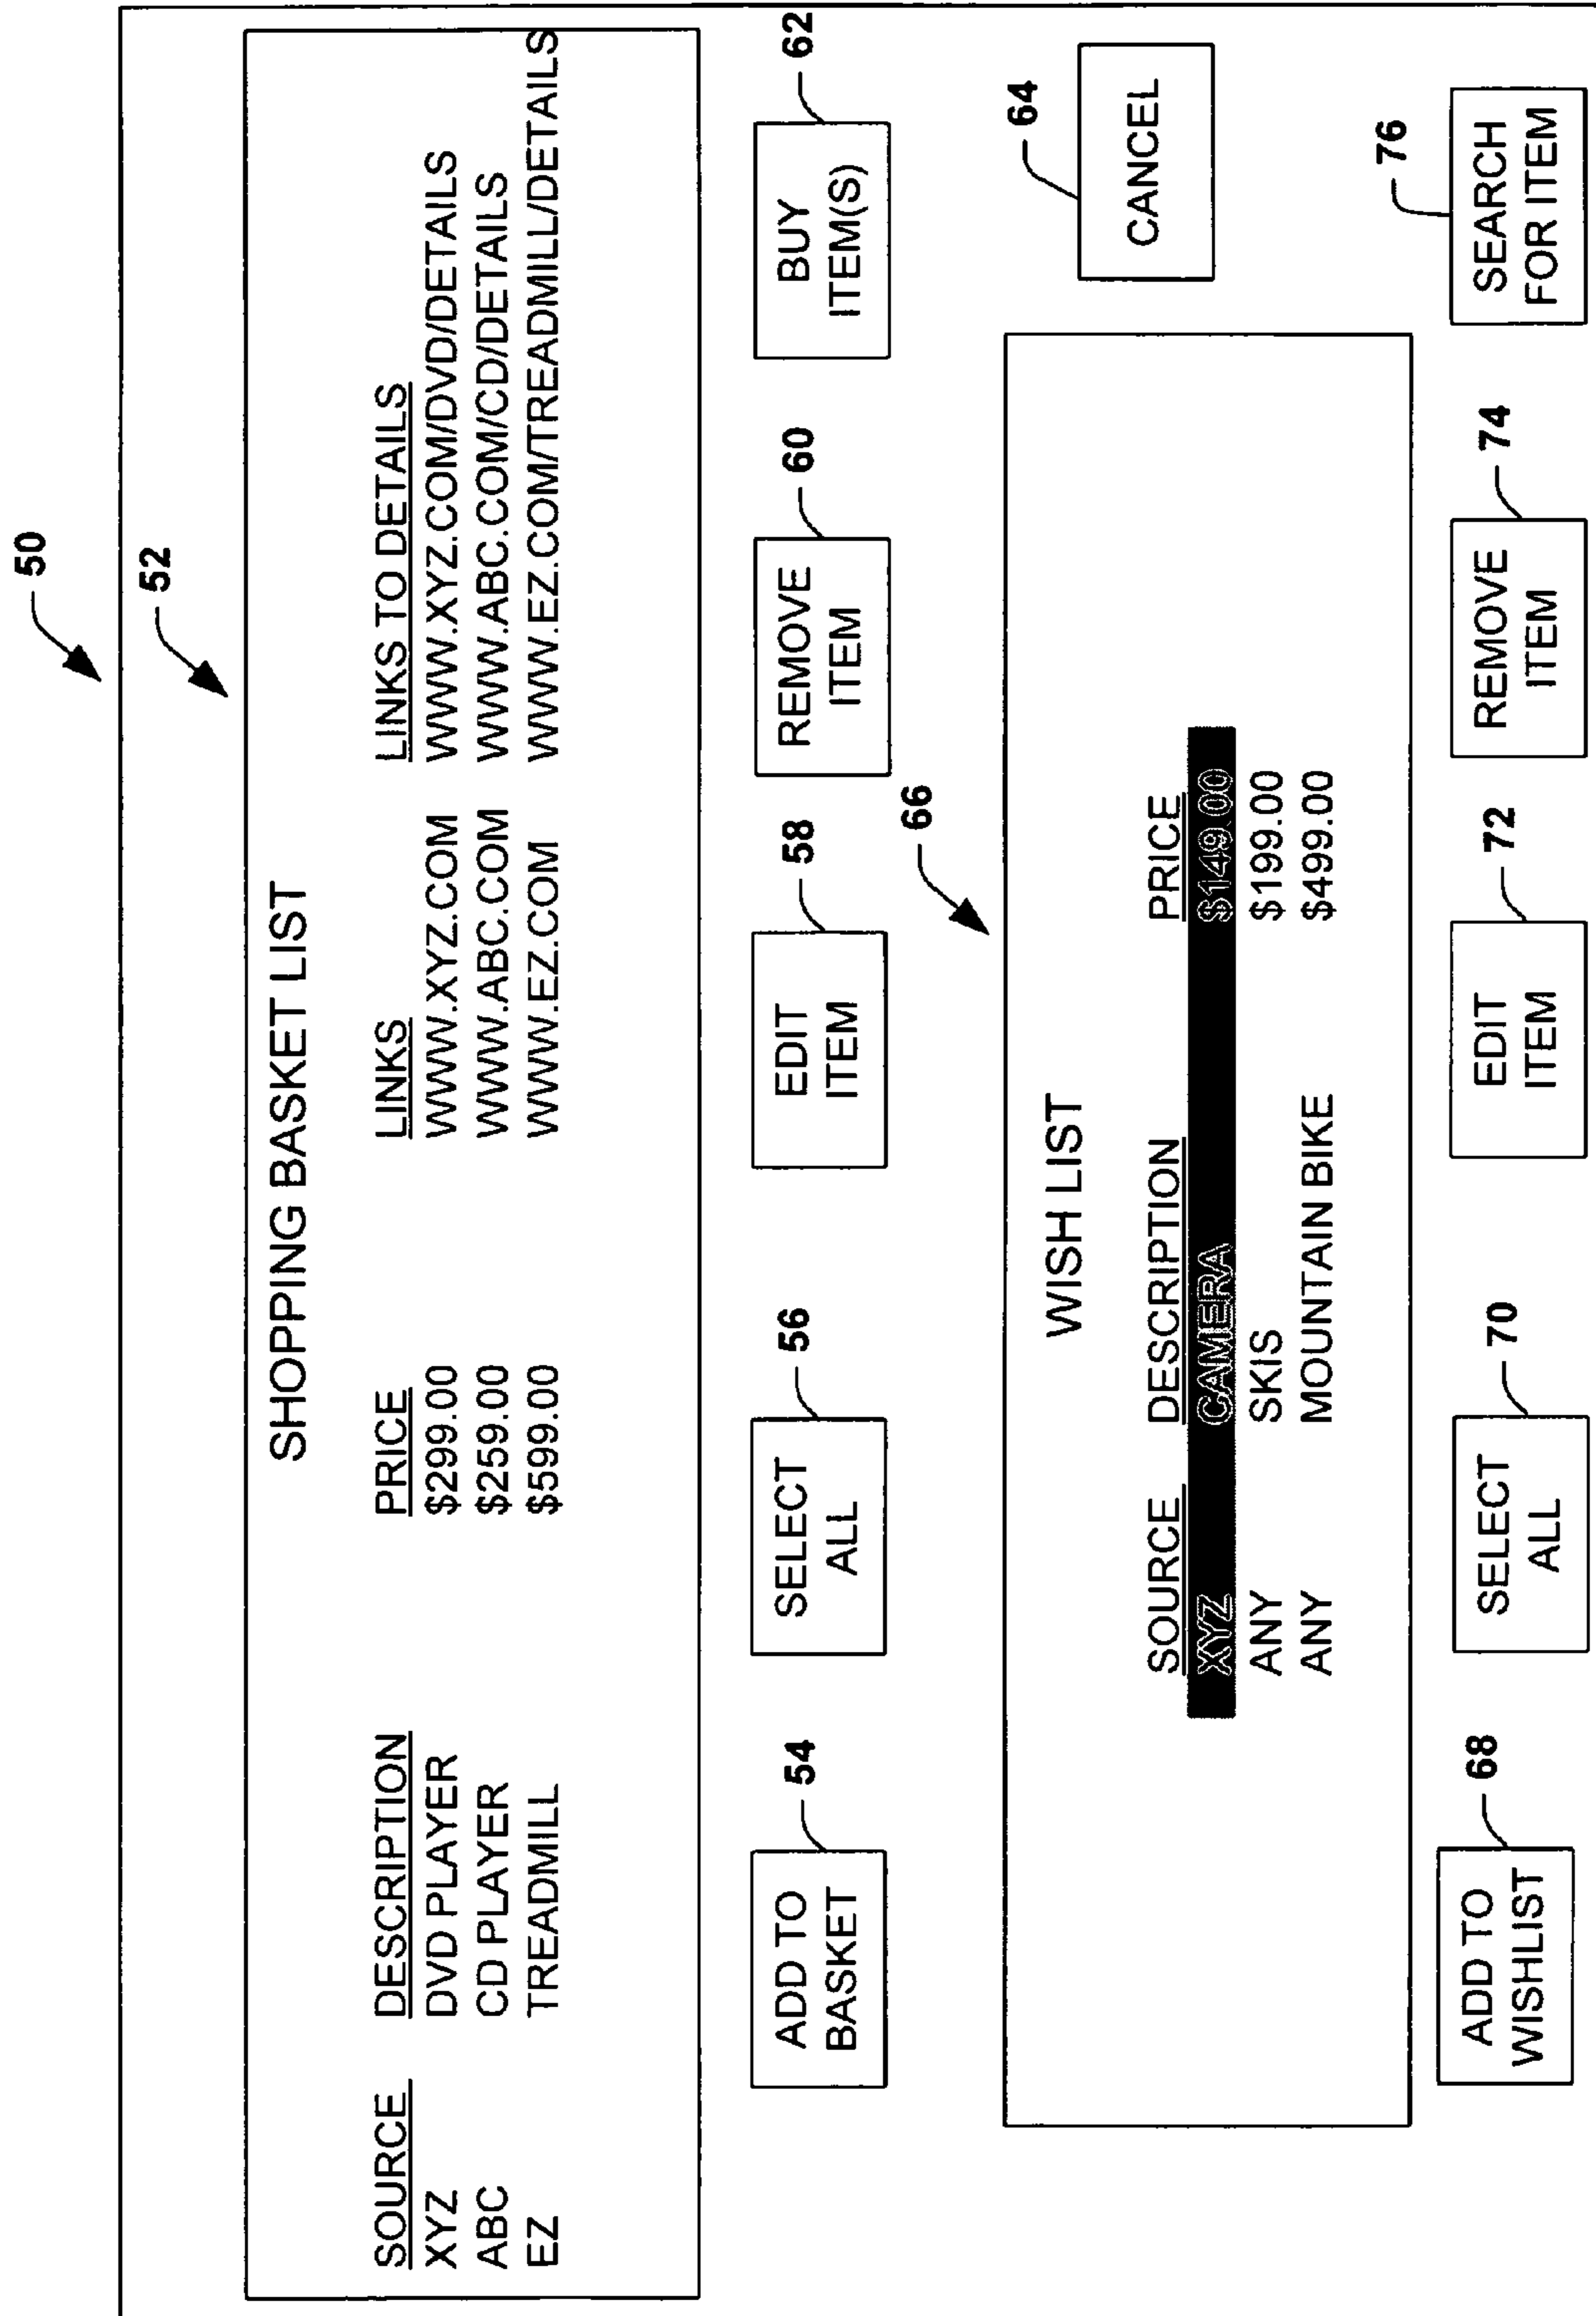 50
52
SHOPPING BASKET LIST
SOURCE DESCRIPTION PRICE LINKS LINKS TO DETAILS
XYZ DVD PLAYER $299.00 WWW.XYZ.COM WWW.XYZ.COM/DVD/DETAILS
ABC CD PLAYER $259.00 WWW.ABC.COM WWW.ABC.COM/CD/DETAILS
EZ TREADMILL $599.00 WWW.EZ.COM WWW.EZ.COM/TREADMILL/DETAILS
54 56 58 60 62
ADD TO SELECT EDIT REMOVE BUY
BASKET ALL ITEM ITEM ITEM(S)
66
64
WISH LIST
CANCEL
SOURCE DESCRIPTION PRICE
XYZ CAMERA $149.00
ANY SKIS $199.00
ANY MOUNTAIN BIKE $499.00
68 70 72 74 76
ADD TO SELECT EDIT REMOVE SEARCH
WISHLIST ALL ITEM ITEM FOR ITEM